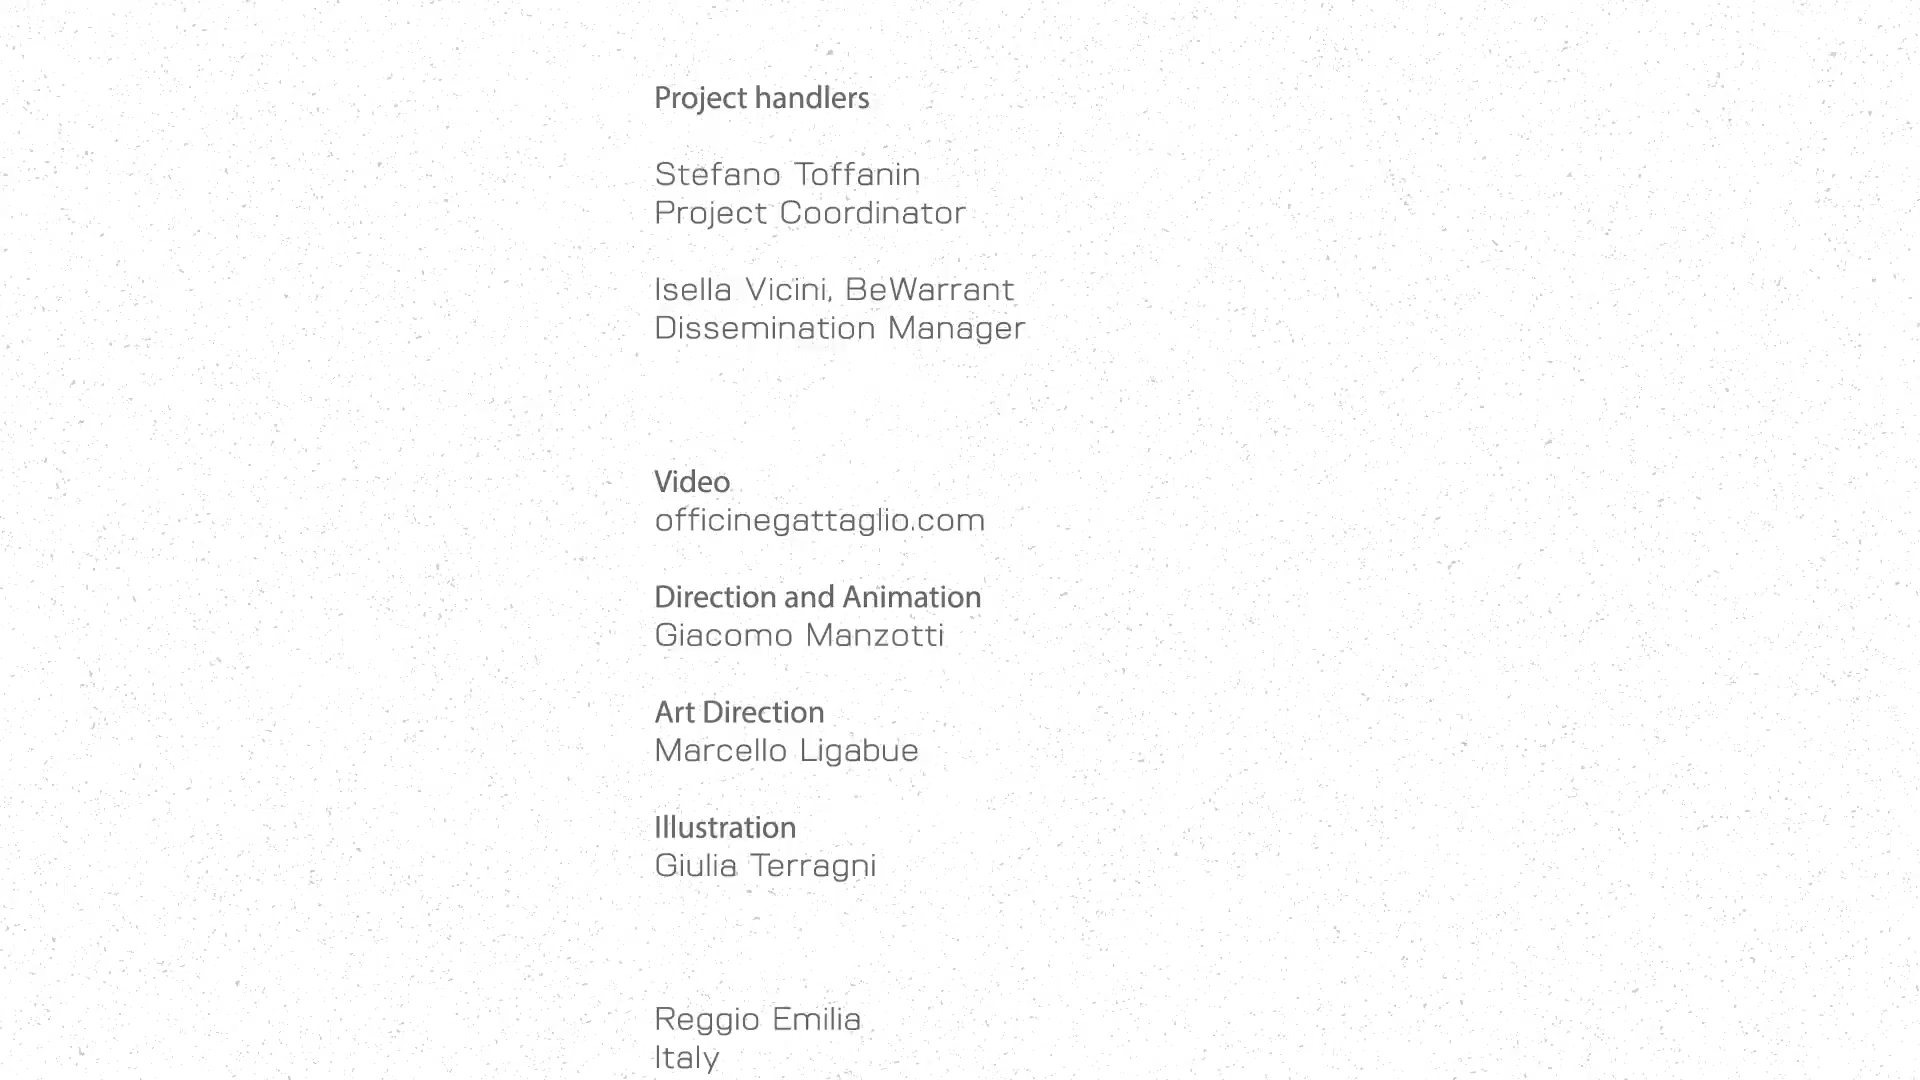 Project handlers
Stefano Toffanin
Project Coordinator
Isella Vicini, BeWarrant
Dissemination Manager
Video
officinegattaglio.com
Direction and Animation
Giacomo Manzotti
Art Direction
Marcello Ligabue
Illustration
Giulia Terragni
Reggio Emilia
Italy